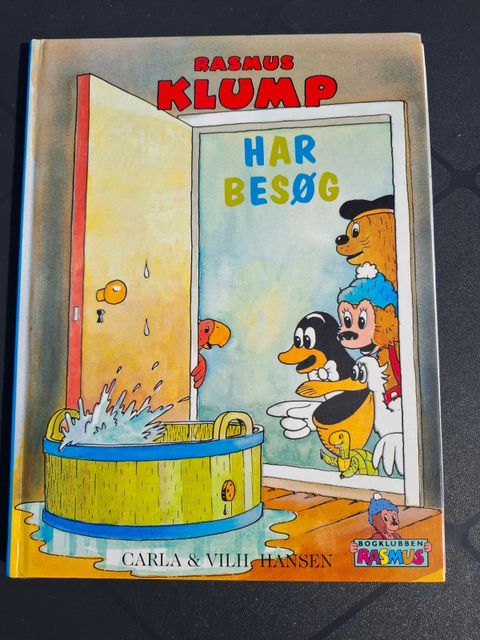 RASMUS
KLUMP
HAR
BESØG
CARLA & VILH. HANSEN
BOGKLUBBEN
RASMUS